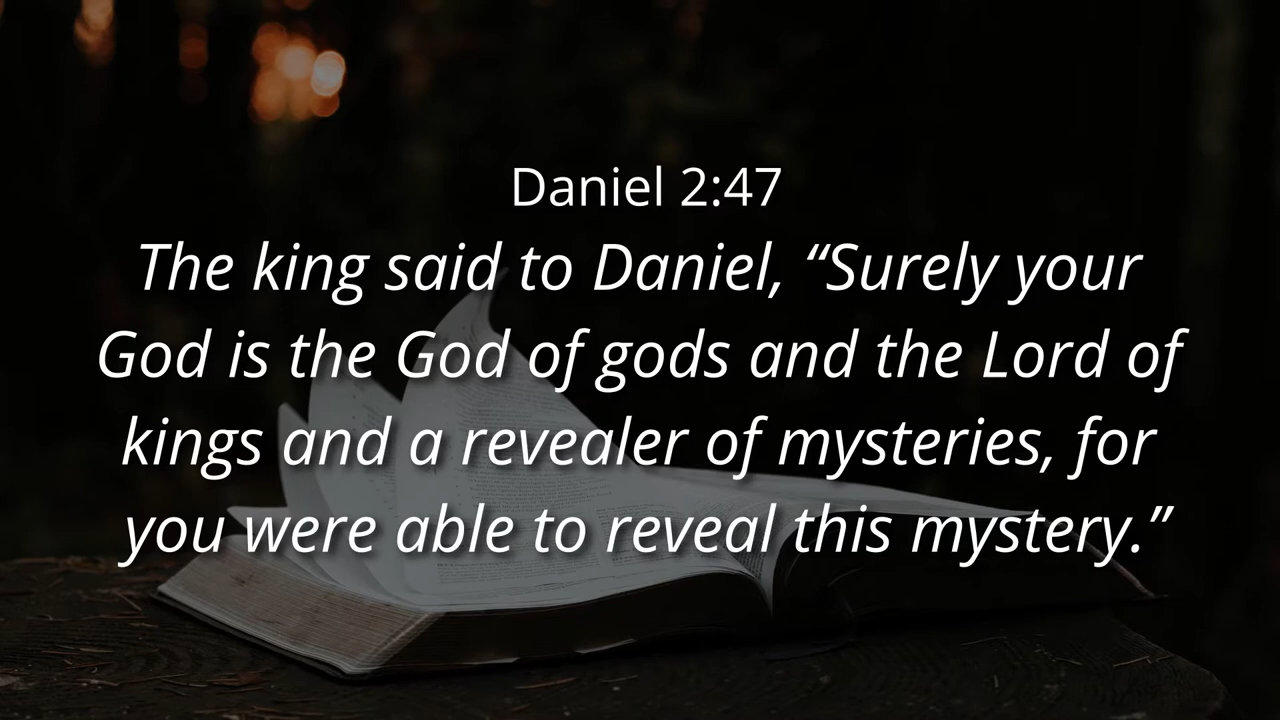 Daniel 2:47
The king said to Daniel, “Surely your
God is the God of gods and the Lord of
kings and a revealer of mysteries, for
you were able to reveal this mystery.”